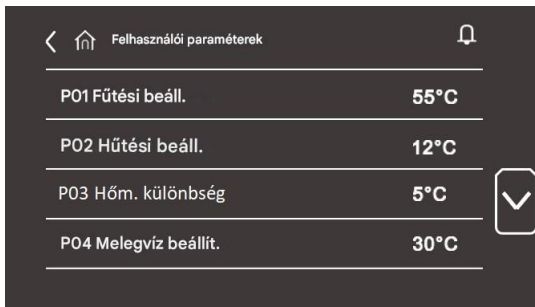 Felhasználói paraméterek
P01 Fűtési beáll. 55°C
P02 Hűtési beáll. 12°C
P03 Hőm. különbség 5°C
P04 Melegvíz beállít. 30°C